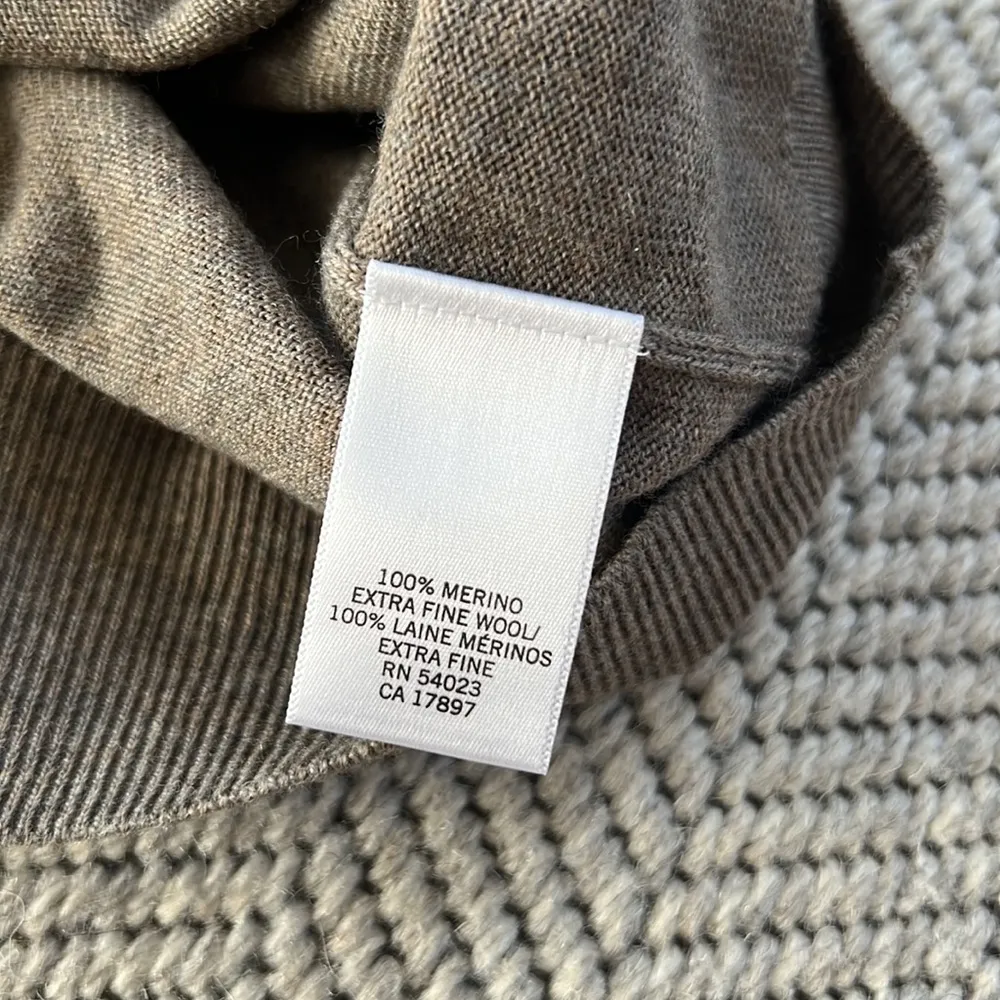 100% MERINO
EXTRA FINE WOOL/
100% LAINE MÉRINOS
EXTRA FINE
RN 54023
CA 17897